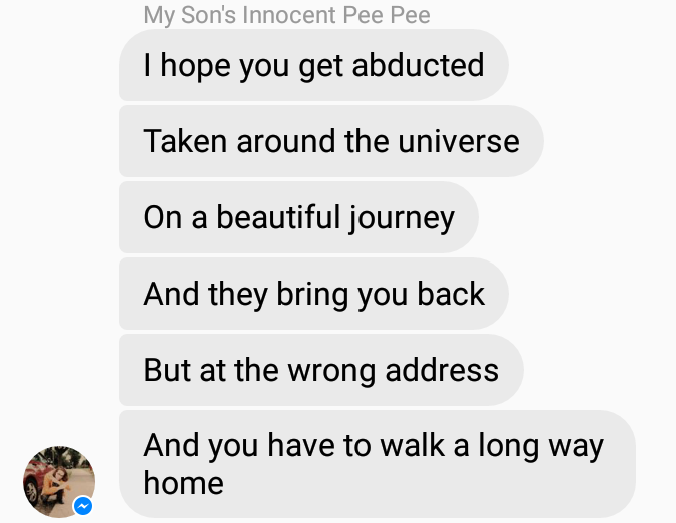 My Son's Innocent Pee Pee
I hope you get abducted
Taken around the universe
On a beautiful journey
And they bring you back
But at the wrong address
And you have to walk a long way
home